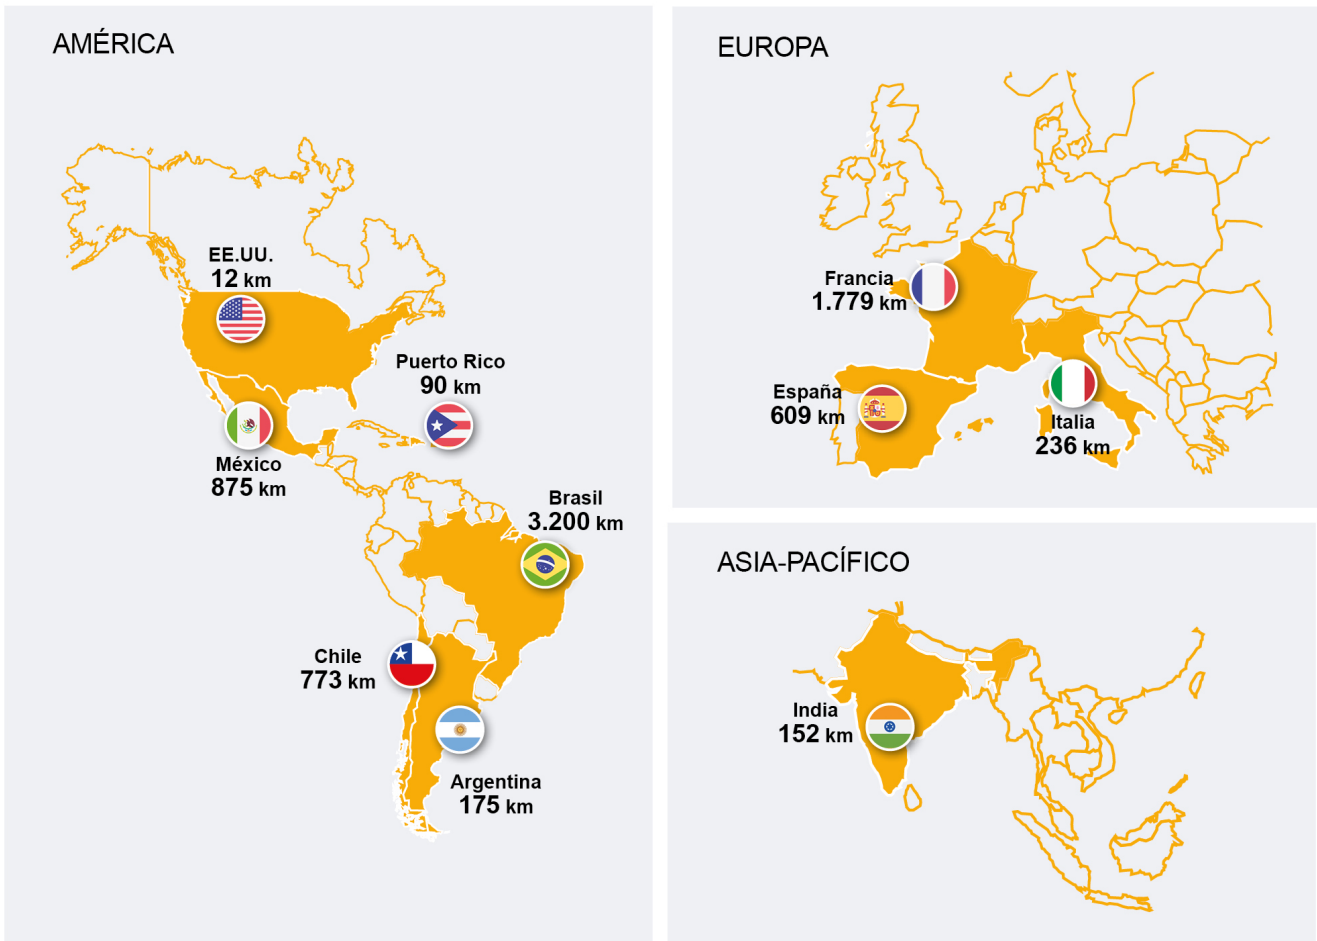 AMÉRICA
EE.UU.
12 km
Puerto Rico
90 km
México
875 km
Brasil
3.200 km
Chile
773 km
Argentina
175 km
EUROPA
Francia
1.779 km
España
609 km
Italia
236 km
ASIA-PACÍFICO
India
152 km